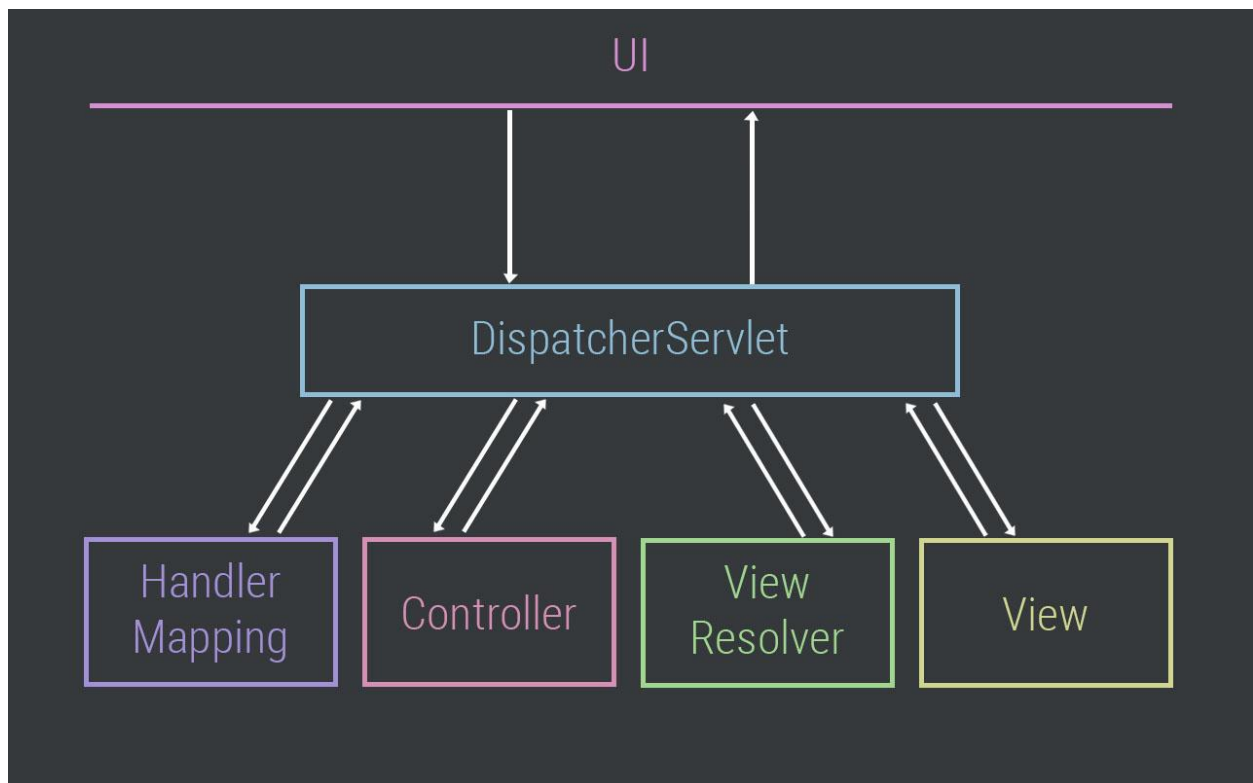 UI
DispatcherServlet
Handler
Mapping
Controller
View
Resolver
View